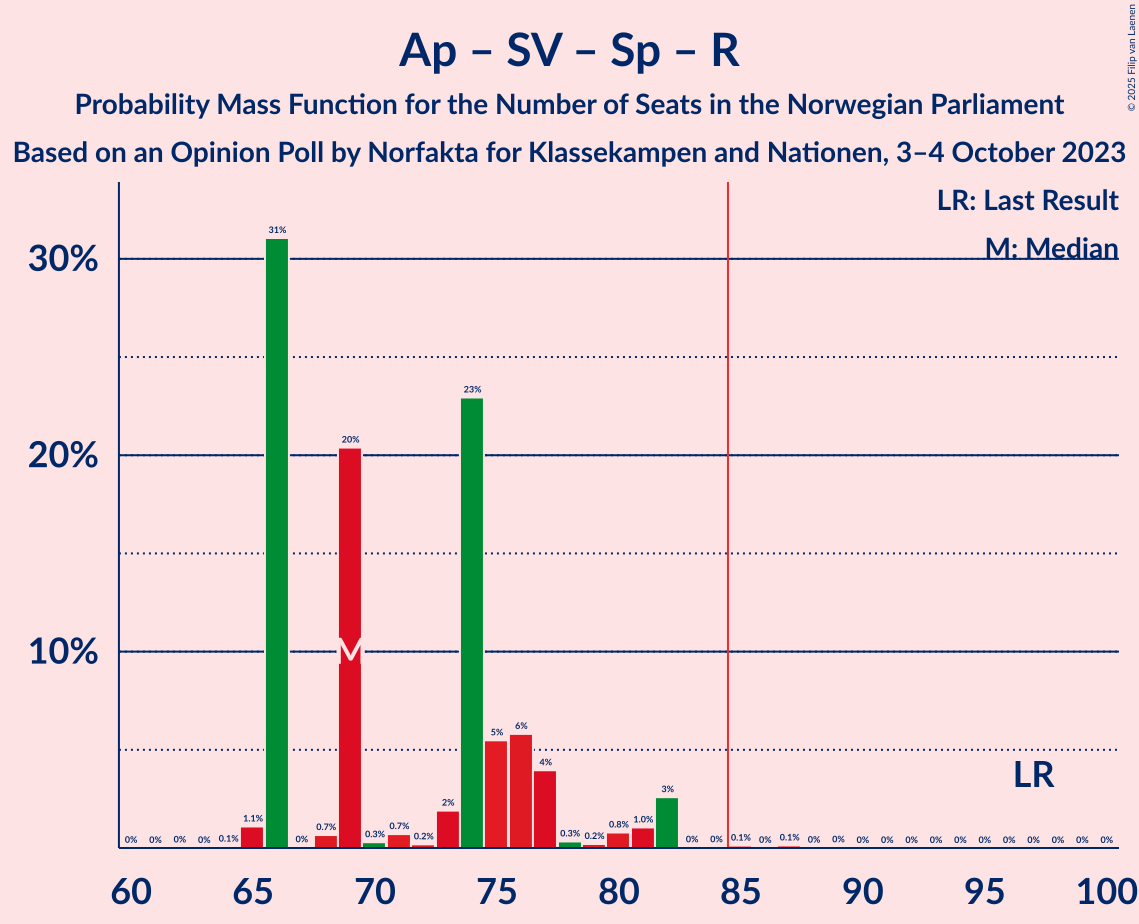 Ap – SV – Sp – R
Probability Mass Function for the Number of Seats in the Norwegian Parliament
Based on an Opinion Poll by Norfakta for Klassekampen and Nationen, 3–4 October 2023
© 2025 Filip van Laenen
LR: Last Result
M: Median
30%
20%
10%
0% 0% 0% 0% 0.1% 1.1% 31% 0% 0.7% 20% 0.3% 0.7% 0.2% 2% 23% 5% 6% 4% 0.3% 0.2% 0.8% 1.0% 3% 0% 0% 0.1% 0% 0.1% 0% 0% 0% 0% 0% 0% 0% 0% 0% 0% 0% 0% 0%
M
LR
60 65 70 75 80 85 90 95 100